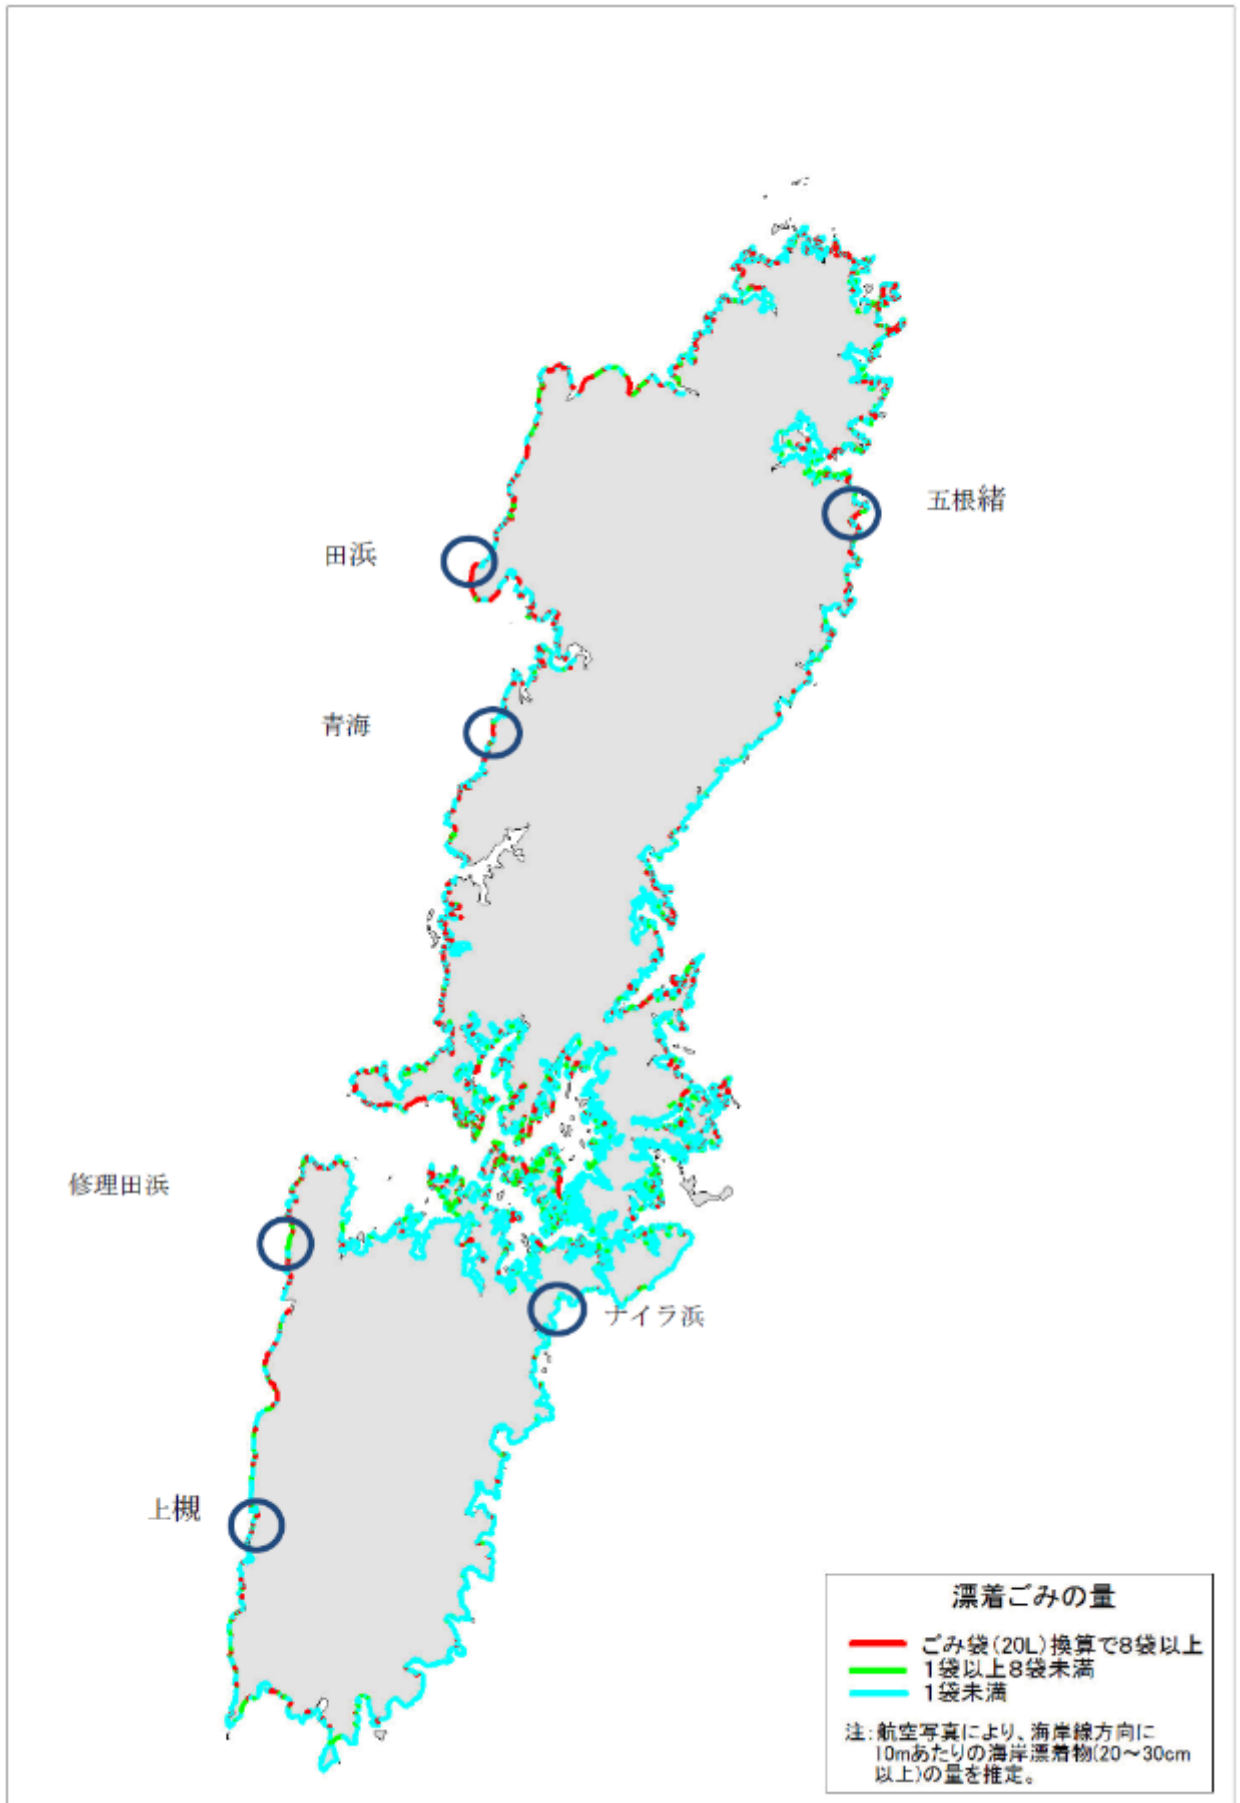 五根緒
田浜
青海
修理田浜
ナイラ浜
上槻
漂着ごみの量
ごみ袋(20L)換算で8袋以上
1袋以上8袋未満
1袋未満
注:航空写真により、海岸線方向に
10mあたりの海岸漂着物(20～30cm
以上)の量を推定。